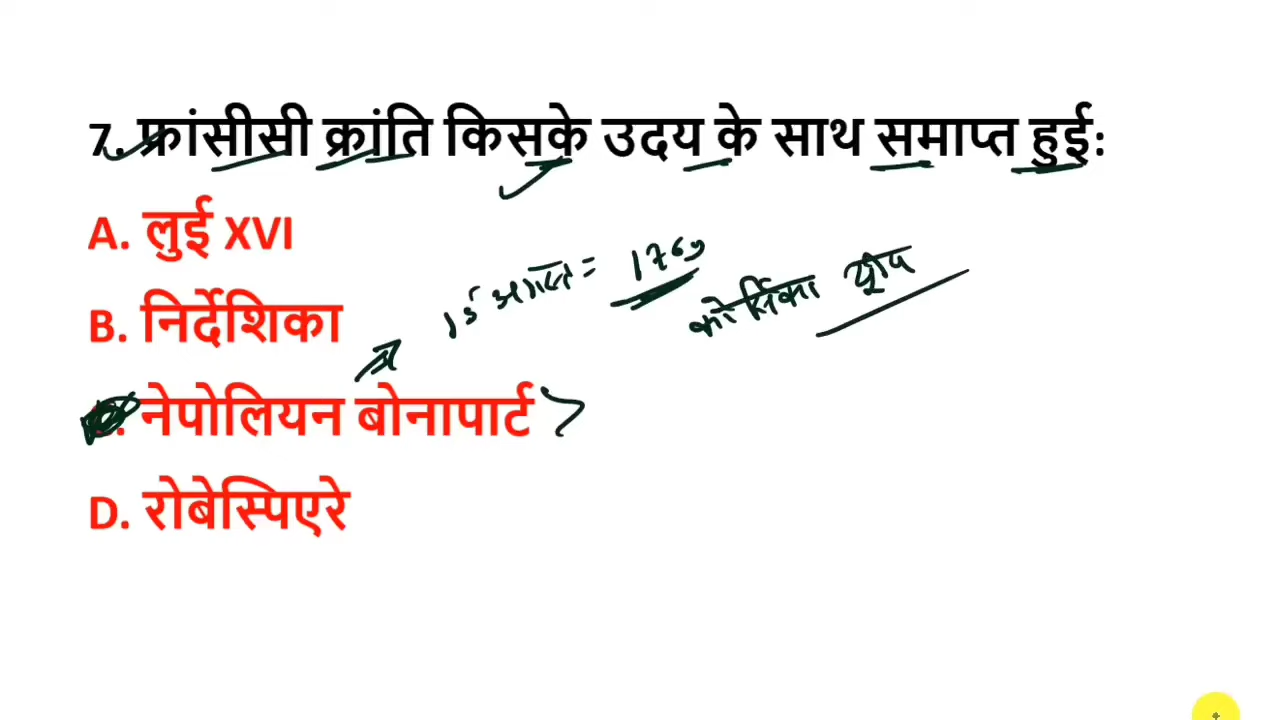 7. फ्रांसीसी क्रांति किसके उदय के साथ समाप्त हुई:
A. लुई XVI
B. निर्देशिका
15 अगस्त = 1769
कोर्सिका द्वीप
नेपोलियन बोनापार्ट >
D. रोबेस्पिएरे